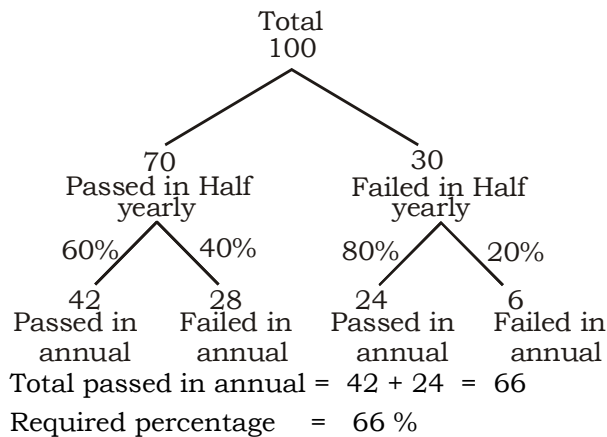 Total
100
70 30
Passed in Half Failed in Half
yearly yearly
60% 40% 80% 20%
42 28 24 6
Passed in Failed in Passed in Failed in
annual annual annual annual
Total passed in annual = 42 + 24 = 66
Required percentage = 66 %